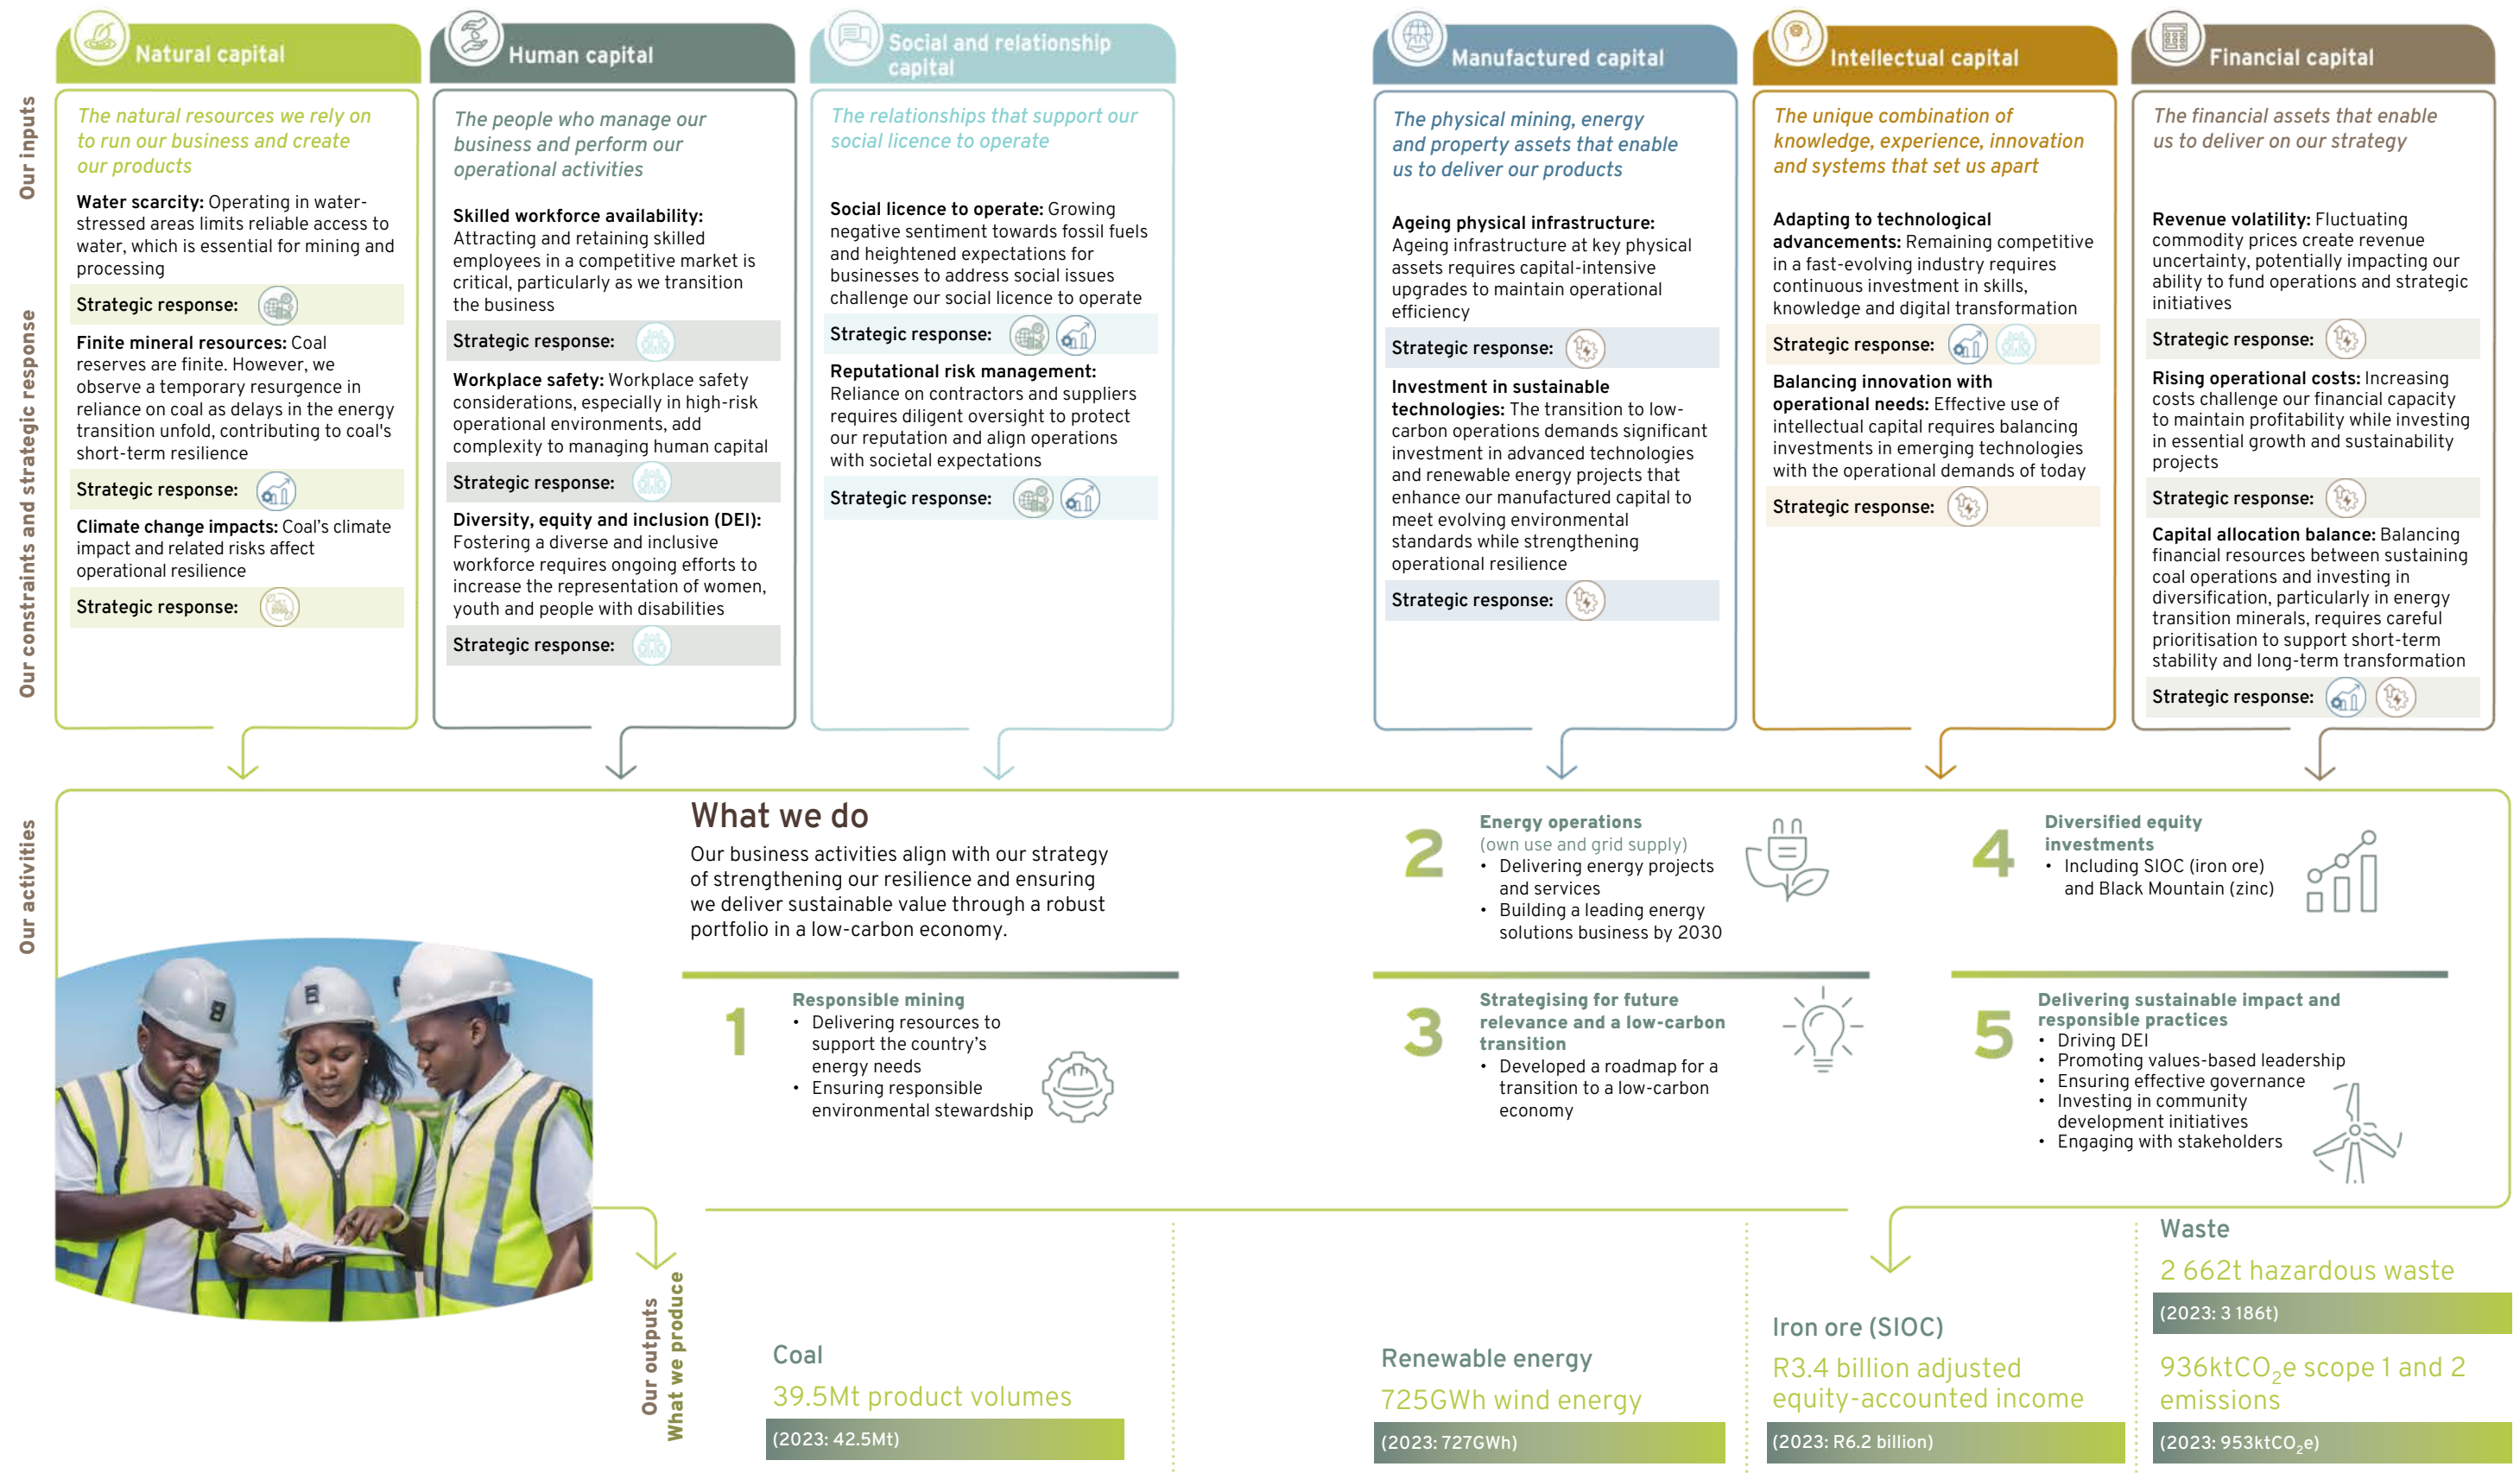 Our inputs
Our constraints and strategic response
Natural capital
The natural resources we rely on
to run our business and create
our products
Water scarcity: Operating in water-
stressed areas limits reliable access to
water, which is essential for mining and
processing
Strategic response:
Finite mineral resources: Coal
reserves are finite. However, we
observe a temporary resurgence in
reliance on coal as delays in the energy
transition unfold, contributing to coal's
short-term resilience
Strategic response:
Climate change impacts: Coal’s climate
impact and related risks affect
operational resilience
Strategic response:
Human capital
The people who manage our
business and perform our
operational activities
Skilled workforce availability:
Attracting and retaining skilled
employees in a competitive market is
critical, particularly as we transition
the business
Strategic response:
Workplace safety: Workplace safety
considerations, especially in high-risk
operational environments, add
complexity to managing human capital
Strategic response:
Diversity, equity and inclusion (DEI):
Fostering a diverse and inclusive
workforce requires ongoing efforts to
increase the representation of women,
youth and people with disabilities
Strategic response:
Social and relationship
capital
The relationships that support our
social licence to operate
Social licence to operate: Growing
negative sentiment towards fossil fuels
and heightened expectations for
businesses to address social issues
challenge our social licence to operate
Strategic response:
Reputational risk management:
Reliance on contractors and suppliers
requires diligent oversight to protect
our reputation and align operations
with societal expectations
Strategic response:
Manufactured capital
The physical mining, energy
and property assets that enable
us to deliver our products
Ageing physical infrastructure:
Ageing infrastructure at key physical
assets requires capital-intensive
upgrades to maintain operational
efficiency
Strategic response:
Investment in sustainable
technologies: The transition to low-
carbon operations demands significant
investment in advanced technologies
and renewable energy projects that
enhance our manufactured capital to
meet evolving environmental
standards while strengthening
operational resilience
Strategic response:
Intellectual capital
The unique combination of
knowledge, experience, innovation
and systems that set us apart
Adapting to technological
advancements: Remaining competitive
in a fast-evolving industry requires
continuous investment in skills,
knowledge and digital transformation
Strategic response:
Balancing innovation with
operational needs: Effective use of
intellectual capital requires balancing
investments in emerging technologies
with the operational demands of today
Strategic response:
Financial capital
The financial assets that enable
us to deliver on our strategy
Revenue volatility: Fluctuating
commodity prices create revenue
uncertainty, potentially impacting our
ability to fund operations and strategic
initiatives
Strategic response:
Rising operational costs: Increasing
costs challenge our financial capacity
to maintain profitability while investing
in essential growth and sustainability
projects
Strategic response:
Capital allocation balance: Balancing
financial resources between sustaining
coal operations and investing in
diversification, particularly in energy
transition minerals, requires careful
prioritisation to support short-term
stability and long-term transformation
Strategic response:
Our activities
What we do
Our business activities align with our strategy
of strengthening our resilience and ensuring
we deliver sustainable value through a robust
portfolio in a low-carbon economy.
1
Responsible mining
• Delivering resources to
support the country’s
energy needs
• Ensuring responsible
environmental stewardship
2
Energy operations
(own use and grid supply)
• Delivering energy projects
and services
• Building a leading energy
solutions business by 2030
3
Strategising for future
relevance and a low-carbon
transition
• Developed a roadmap for a
transition to a low-carbon
economy
4
Diversified equity
investments
• Including SIOC (iron ore)
and Black Mountain (zinc)
5
Delivering sustainable impact and
responsible practices
• Driving DEI
• Promoting values-based leadership
• Ensuring effective governance
• Investing in community
development initiatives
• Engaging with stakeholders
Our outputs
What we produce
Coal
39.5Mt product volumes
(2023: 42.5Mt)
Renewable energy
725GWh wind energy
(2023: 727GWh)
Iron ore (SIOC)
R3.4 billion adjusted
equity-accounted income
(2023: R6.2 billion)
Waste
2 662t hazardous waste
(2023: 3 186t)
936ktCO₂e scope 1 and 2
emissions
(2023: 953ktCO₂e)